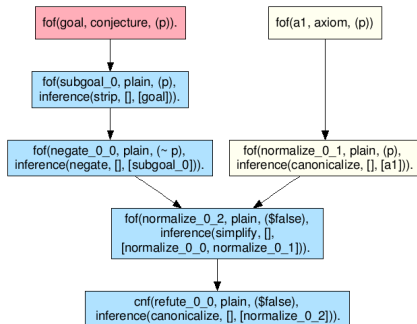 fof(goal, conjecture, (p)).
fof(a1, axiom, (p))
fof(subgoal_0, plain, (p),
inference(strip, [], [goal])).
fof(negate_0_0, plain, (~ p),
inference(negate, [], [subgoal_0])).
fof(normalize_0_1, plain, (p),
inference(canonicalize, [], [a1])).
fof(normalize_0_2, plain, ($false),
inference(simplify, [],
[normalize_0_0, normalize_0_1])).
cnf(refute_0_0, plain, ($false),
inference(canonicalize, [], [normalize_0_2])).